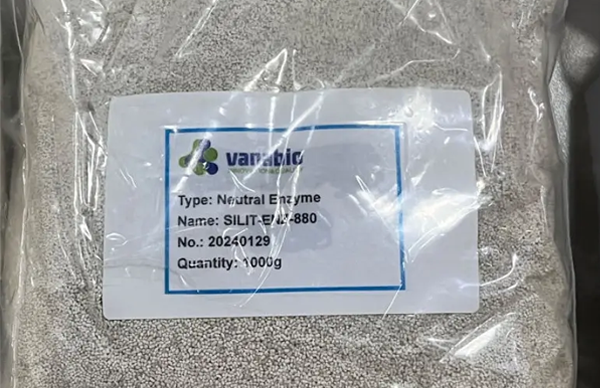 vanabio
Type: Neutral Enzyme
Name: SILIT-ENZ-880
No.: 20240129
Quantity: 1000g